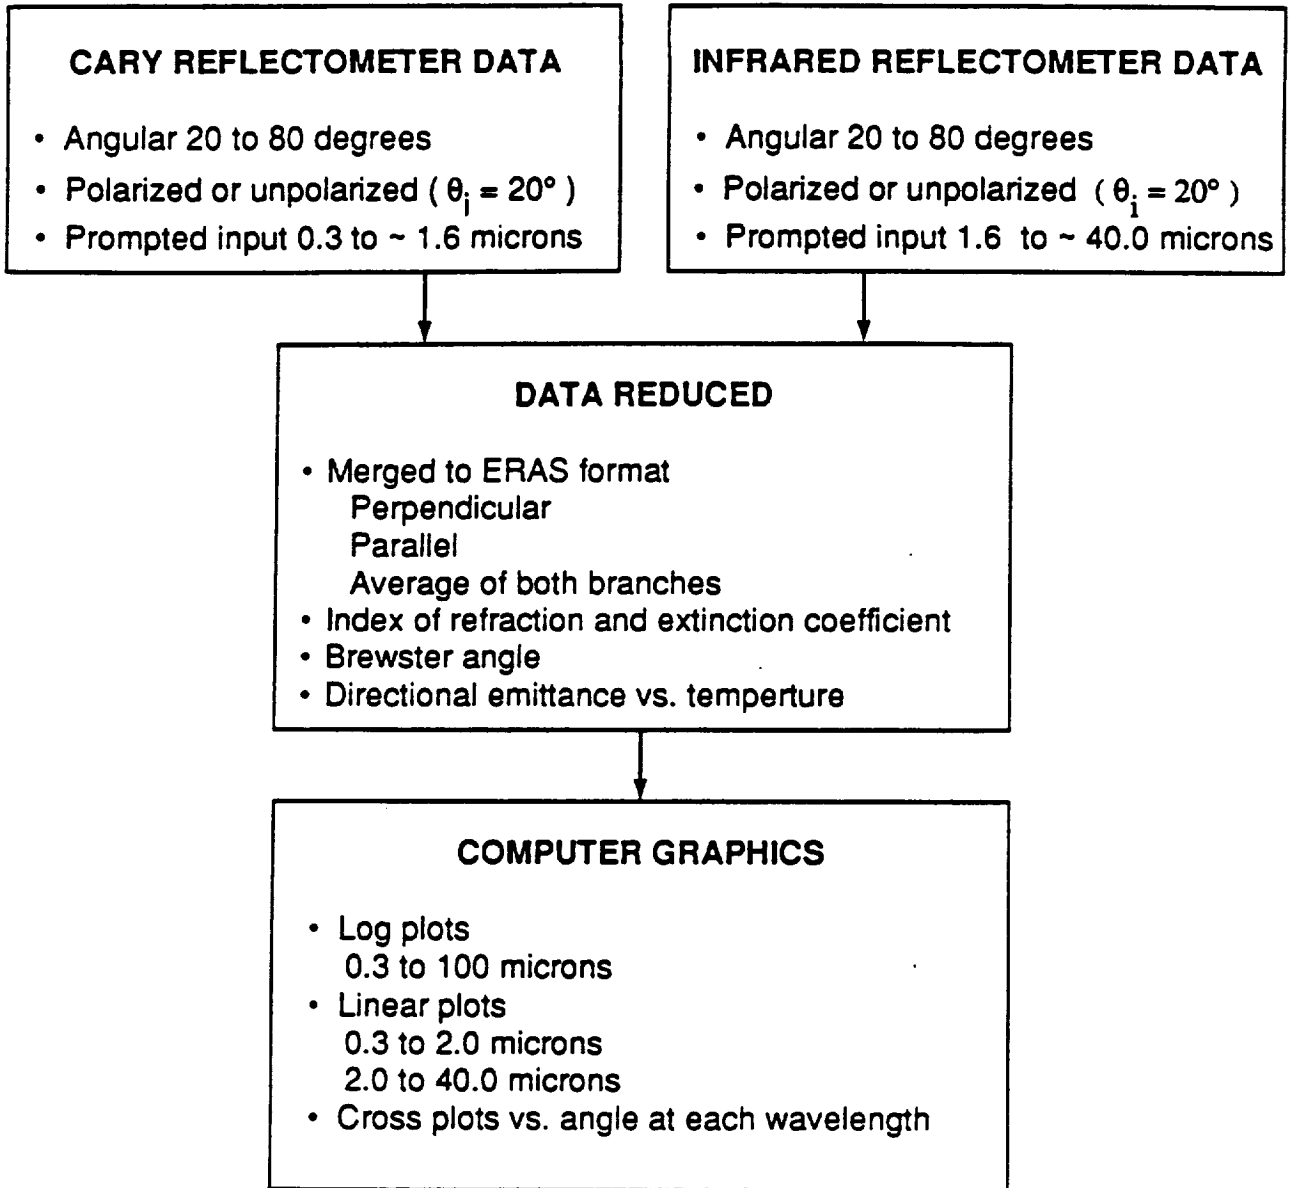 CARY REFLECTOMETER DATA
• Angular 20 to 80 degrees
• Polarized or unpolarized ( θi = 20° )
• Prompted input 0.3 to ~ 1.6 microns
INFRARED REFLECTOMETER DATA
• Angular 20 to 80 degrees
• Polarized or unpolarized ( θi = 20° )
• Prompted input 1.6 to ~ 40.0 microns
DATA REDUCED
• Merged to ERAS format
Perpendicular
Parallel
Average of both branches
• Index of refraction and extinction coefficient
• Brewster angle
• Directional emittance vs. temperture
COMPUTER GRAPHICS
• Log plots
0.3 to 100 microns
• Linear plots
0.3 to 2.0 microns
2.0 to 40.0 microns
• Cross plots vs. angle at each wavelength